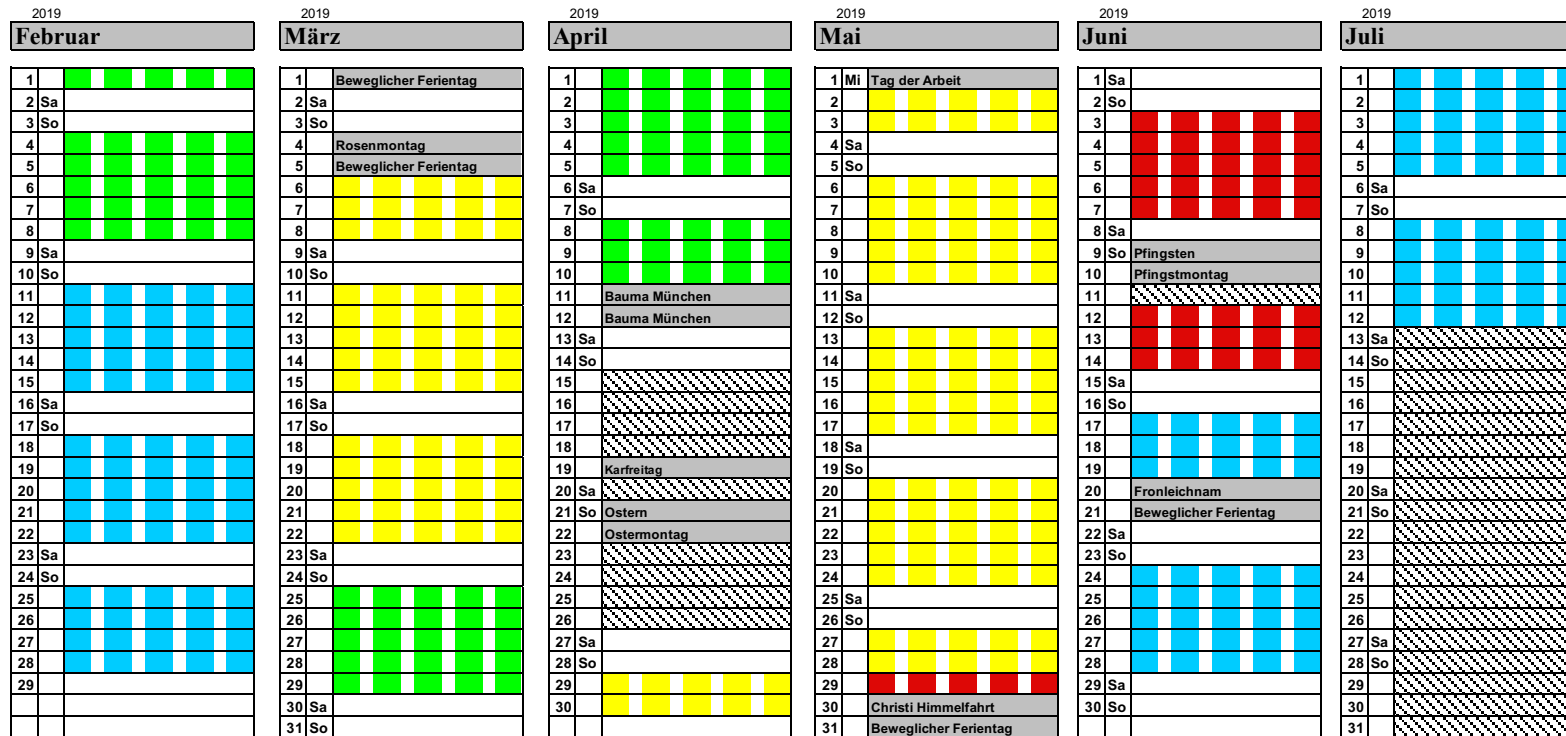 2019
Februar
1
2 Sa
3 So
4
5
6
7
8
9 Sa
10 So
11
12
13
14
15
16 Sa
17 So
18
19
20
21
22
23 Sa
24 So
25
26
27
28
29
2019
März
1 Beweglicher Ferientag
2 Sa
3 So
4 Rosenmontag
5 Beweglicher Ferientag
6
7
8
9 Sa
10 So
11
12
13
14
15
16 Sa
17 So
18
19
20
21
22
23 Sa
24 So
25
26
27
28
29
30 Sa
31 So
2019
April
1
2
3
4
5
6 Sa
7 So
8
9
10
11 Bauma München
12 Bauma München
13 Sa
14 So
15
16
17
18
19 Karfreitag
20 Sa
21 So Ostern
22 Ostermontag
23
24
25
26
27 Sa
28 So
29
30
2019
Mai
1 Mi Tag der Arbeit
2
3
4 Sa
5 So
6
7
8
9
10
11 Sa
12 So
13
14
15
16
17
18 Sa
19 So
20
21
22
23
24
25 Sa
26 So
27
28
29
30 Christi Himmelfahrt
31 Beweglicher Ferientag
2019
Juni
1 Sa
2 So
3
4
5
6
7
8 Sa
9 So Pfingsten
10 Pfingstmontag
11
12
13
14
15 Sa
16 So
17
18
19
20 Fronleichnam
21 Beweglicher Ferientag
22 Sa
23 So
24
25
26
27
28
29 Sa
30 So
2019
Juli
1
2
3
4
5
6 Sa
7 So
8
9
10
11
12
13 Sa
14 So
15
16
17
18
19
20 Sa
21 So
22
23
24
25
26
27 Sa
28 So
29
30
31